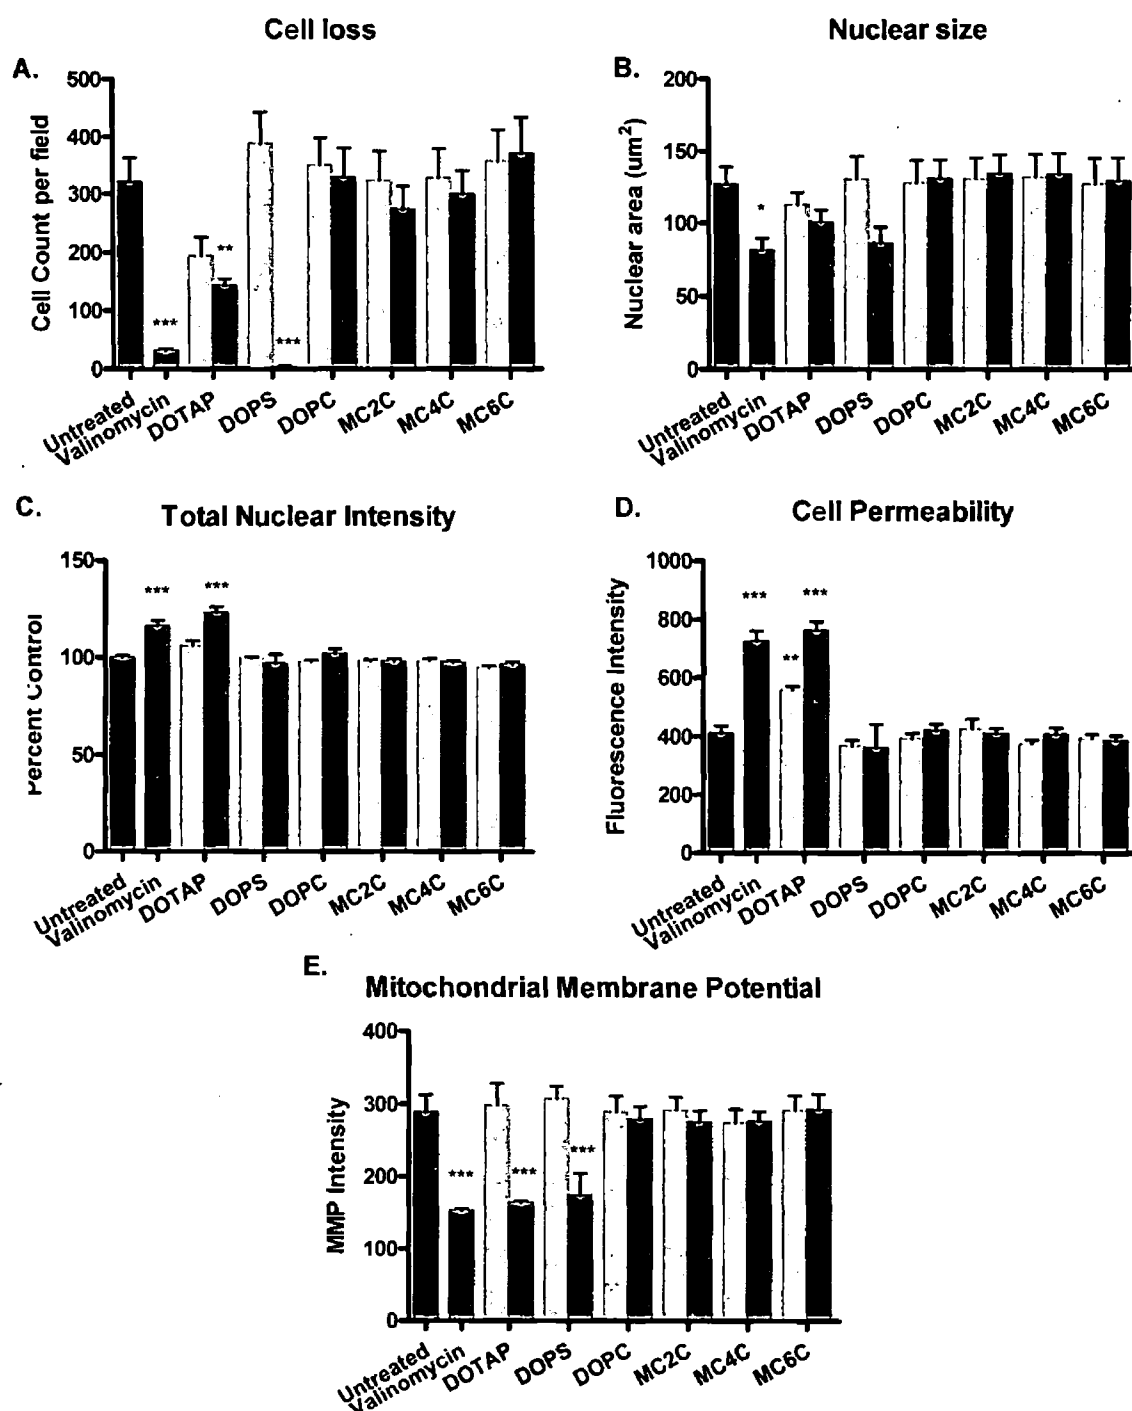 Cell loss
A.
500
400
300
200
100
0
Cell Count per field
***
**
***
Untreated
Valinomycin
DOTAP
DOPS
DOPC
MC2C
MC4C
MC6C
Nuclear size
B.
200
150
100
50
0
Nuclear area (um²)
*
Untreated
Valinomycin
DOTAP
DOPS
DOPC
MC2C
MC4C
MC6C
C.
Total Nuclear Intensity
150
100
50
0
Percent Control
***
***
Untreated
Valinomycin
DOTAP
DOPS
DOPC
MC2C
MC4C
MC6C
D.
Cell Permeability
1000
800
600
400
200
0
Fluorescence Intensity
***
**
***
Untreated
Valinomycin
DOTAP
DOPS
DOPC
MC2C
MC4C
MC6C
E.
Mitochondrial Membrane Potential
400
300
200
100
0
MMP Intensity
***
***
***
Untreated
Valinomycin
DOTAP
DOPS
DOPC
MC2C
MC4C
MC6C